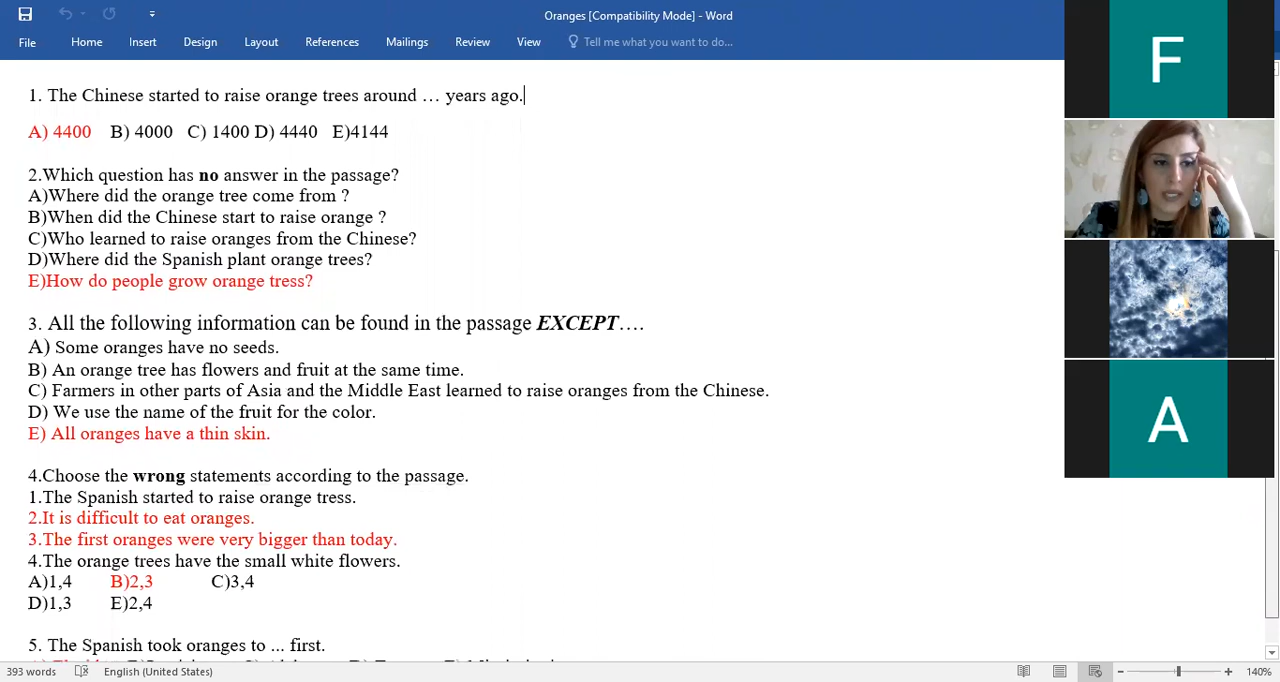 Oranges [Compatibility Mode] - Word
File Home Insert Design Layout References Mailings Review View Tell me what you want to do...
1. The Chinese started to raise orange trees around … years ago.
A) 4400 B) 4000 C) 1400 D) 4440 E)4144
2.Which question has no answer in the passage?
A)Where did the orange tree come from ?
B)When did the Chinese start to raise orange ?
C)Who learned to raise oranges from the Chinese?
D)Where did the Spanish plant orange trees?
E)How do people grow orange tress?
3. All the following information can be found in the passage EXCEPT….
A) Some oranges have no seeds.
B) An orange tree has flowers and fruit at the same time.
C) Farmers in other parts of Asia and the Middle East learned to raise oranges from the Chinese.
D) We use the name of the fruit for the color.
E) All oranges have a thin skin.
4.Choose the wrong statements according to the passage.
1.The Spanish started to raise orange tress.
2.It is difficult to eat oranges.
3.The first oranges were very bigger than today.
4.The orange trees have the small white flowers.
A)1,4 B)2,3 C)3,4
D)1,3 E)2,4
5. The Spanish took oranges to ... first.
393 words English (United States) 140%
F
A